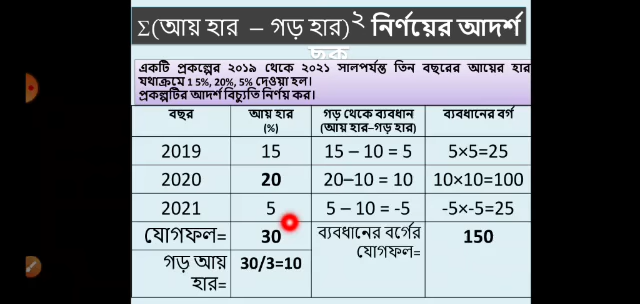 Σ(আয় হার – গড় হার)² নির্ণয়ের আদর্শ
ছক
একটি প্রকল্পের ২০১৯ থেকে ২০২১ সালপর্যন্ত তিন বছরের আয়ের হার
যথাক্রমে 1 5%, 20%, 5% দেওয়া হল।
প্রকল্পটির আদর্শ বিচ্যুতি নির্ণয় কর।
বছর আয় হার (%) গড় থেকে ব্যবধান (আয় হার–গড় হার) ব্যবধানের বর্গ
2019 15 15 – 10 = 5 5×5=25
2020 20 20–10 = 10 10×10=100
2021 5 5 – 10 = -5 -5×-5=25
যোগফল= 30 ব্যবধানের বর্গের যোগফল= 150
গড় আয় হার= 30/3=10